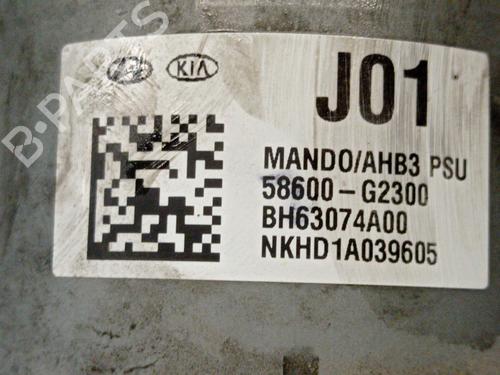 B-PARTS
KIA
J01
MANDO/AHB3 PSU
58600-G2300
BH63074A00
NKHD1A039605